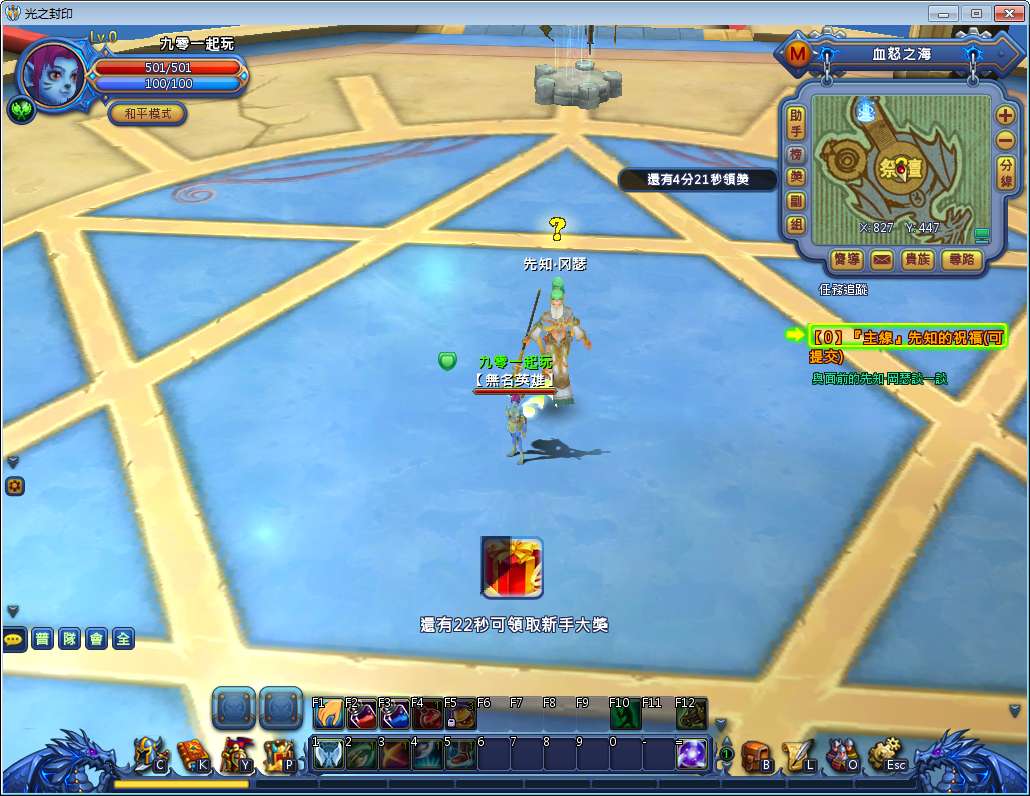 光之封印
Lv.0
九零一起玩
501/501
100/100
和平模式
M
血怒之海
助手
榜
獎
副
組
分線
祭壇
X:827 Y:447
嚮導
貴族
尋路
還有4分21秒領獎
?
先知·冈瑟
任務追蹤
【0】『主線』先知的祝福(可
提交)
與面前的先知·冈瑟談一談
九零一起玩
【無名英雄】
還有22秒可領取新手大獎
普 隊 會 全
F1 F2 F3 F4 F5 F6 F7 F8 F9 F10 F11 F12
1 2 3 4 5 6 7 8 9 0 - =
C K Y P
B L O Esc